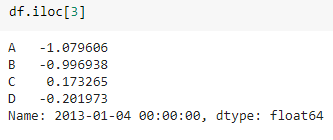 df.iloc[3]
A   -1.079606
B   -0.996938
C    0.173265
D   -0.201973
Name: 2013-01-04 00:00:00, dtype: float64